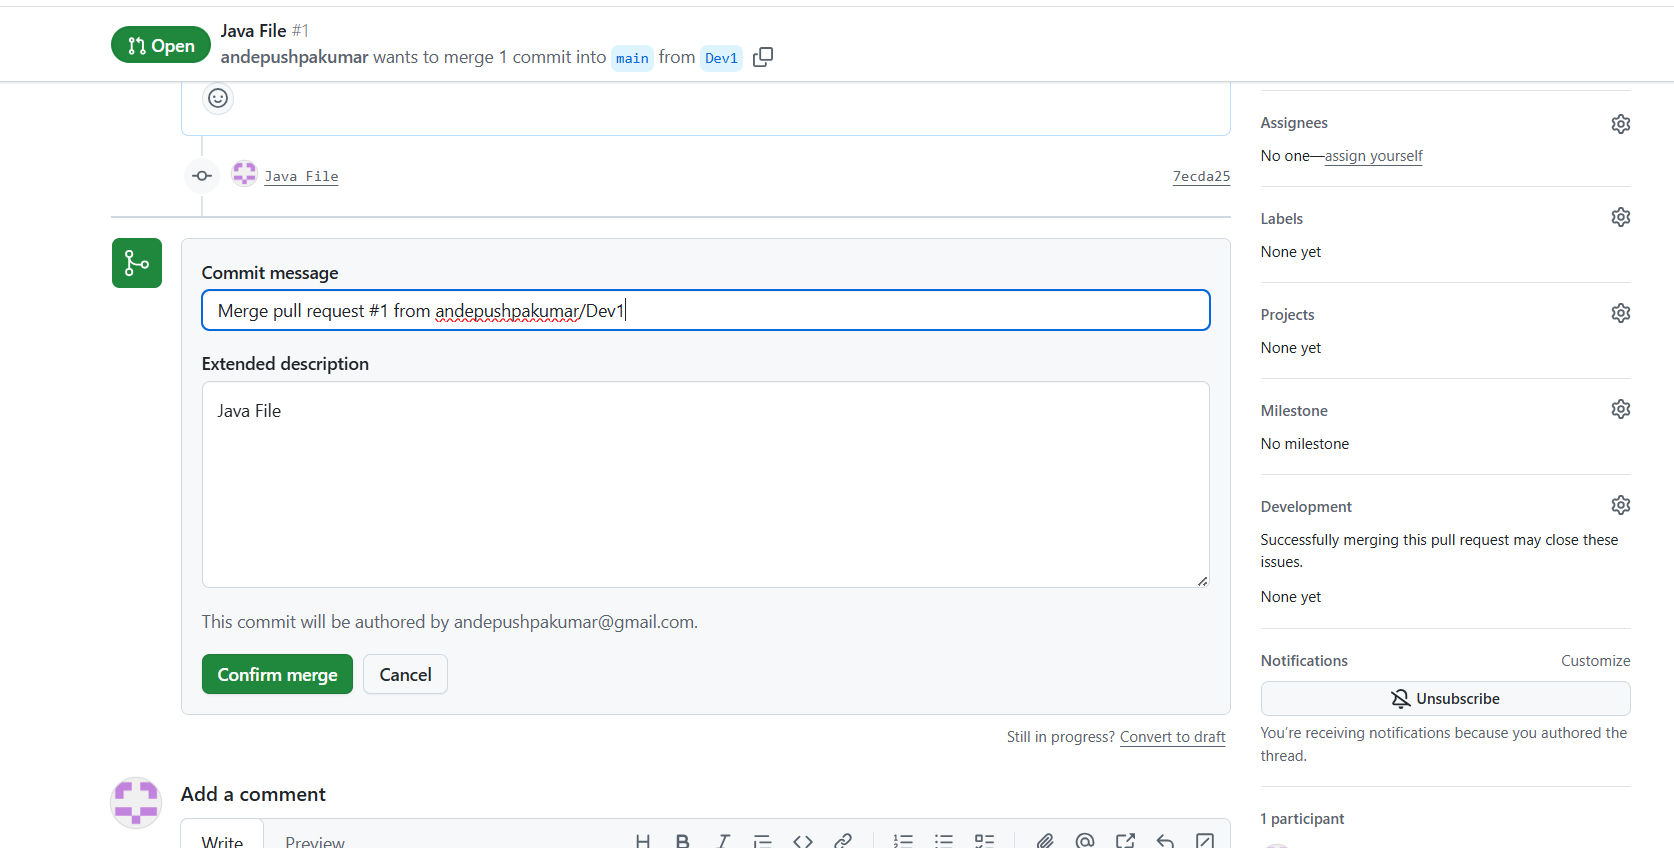 Open
Java File #1
andepushpakumar wants to merge 1 commit into main from Dev1
Java File
7ecda25
Commit message
Merge pull request #1 from andepushpakumar/Dev1
Extended description
Java File
This commit will be authored by andepushpakumar@gmail.com.
Confirm merge
Cancel
Still in progress? Convert to draft
Add a comment
Write
Preview
H B I
Assignees
No one—assign yourself
Labels
None yet
Projects
None yet
Milestone
No milestone
Development
Successfully merging this pull request may close these
issues.
None yet
Notifications
Customize
Unsubscribe
You’re receiving notifications because you authored the
thread.
1 participant